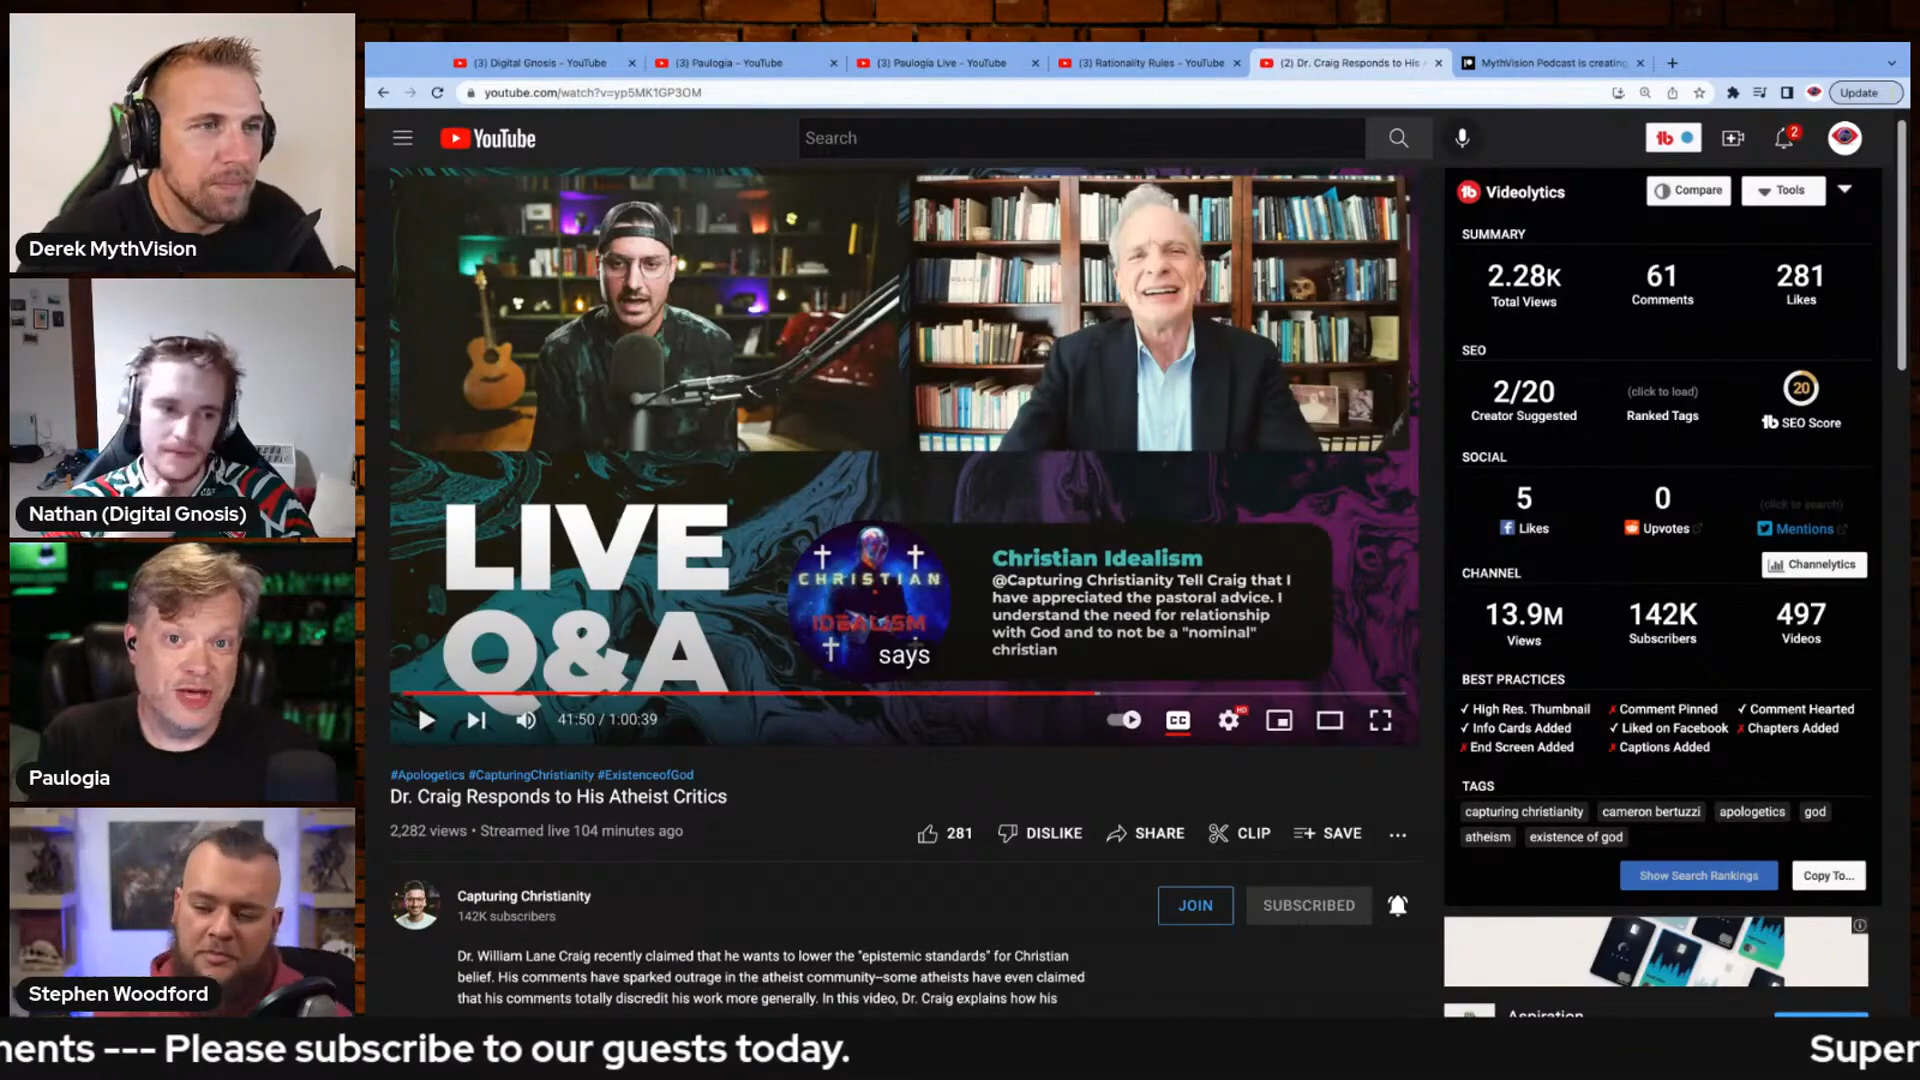 Derek MythVision
Nathan (Digital Gnosis)
Paulogia
Stephen Woodford
(3) Digital Gnosis - YouTube
(3) Paulogia - YouTube
(3) Paulogia Live - YouTube
(3) Rationality Rules - YouTube
(2) Dr. Craig Responds to His
MythVision Podcast is creating
youtube.com/watch?v=yp5MK1GP3OM
Update
YouTube
Search
2
CHRISTIAN
IDEALISM
says
LIVE
Q&A
Christian Idealism
@Capturing Christianity Tell Craig that I
have appreciated the pastoral advice. I
understand the need for relationship
with God and to not be a "nominal"
christian
41:50 / 1:00:39
CC
HD
#Apologetics #CapturingChristianity #ExistenceofGod
Dr. Craig Responds to His Atheist Critics
2,282 views • Streamed live 104 minutes ago
281
DISLIKE
SHARE
CLIP
SAVE
Capturing Christianity
142K subscribers
JOIN
SUBSCRIBED
Dr. William Lane Craig recently claimed that he wants to lower the "epistemic standards" for Christian
belief. His comments have sparked outrage in the atheist community--some atheists have even claimed
that his comments totally discredit his work more generally. In this video, Dr. Craig explains how his
Videolytics
Compare
Tools
SUMMARY
2.28K 61 281
Total Views Comments Likes
SEO
2/20 (click to load) 20
Creator Suggested Ranked Tags SEO Score
SOCIAL
5 0 (click to search)
Likes Upvotes Mentions
CHANNEL
Channelytics
13.9M 142K 497
Views Subscribers Videos
BEST PRACTICES
✓ High Res. Thumbnail ✗ Comment Pinned ✓ Comment Hearted
✓ Info Cards Added ✓ Liked on Facebook ✗ Chapters Added
✗ End Screen Added ✗ Captions Added
TAGS
capturing christianity cameron bertuzzi apologetics god
atheism existence of god
Show Search Rankings
Copy To...
Aspiration
ments --- Please subscribe to our guests today.
Super